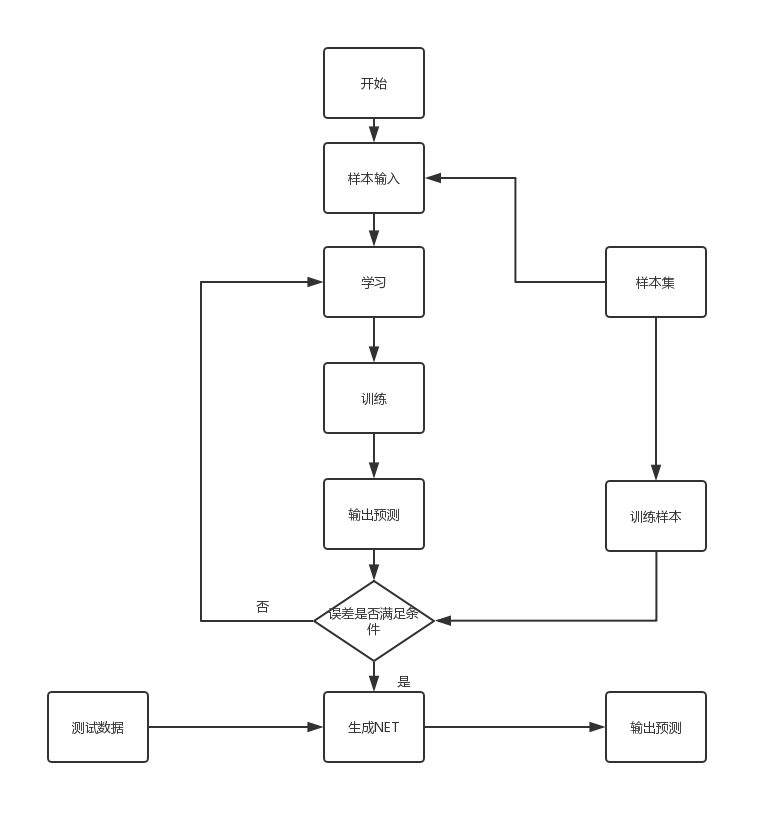 开始
样本输入
学习
样本集
训练
输出预测
训练样本
误差是否满足条
件
否
是
测试数据
生成NET
输出预测